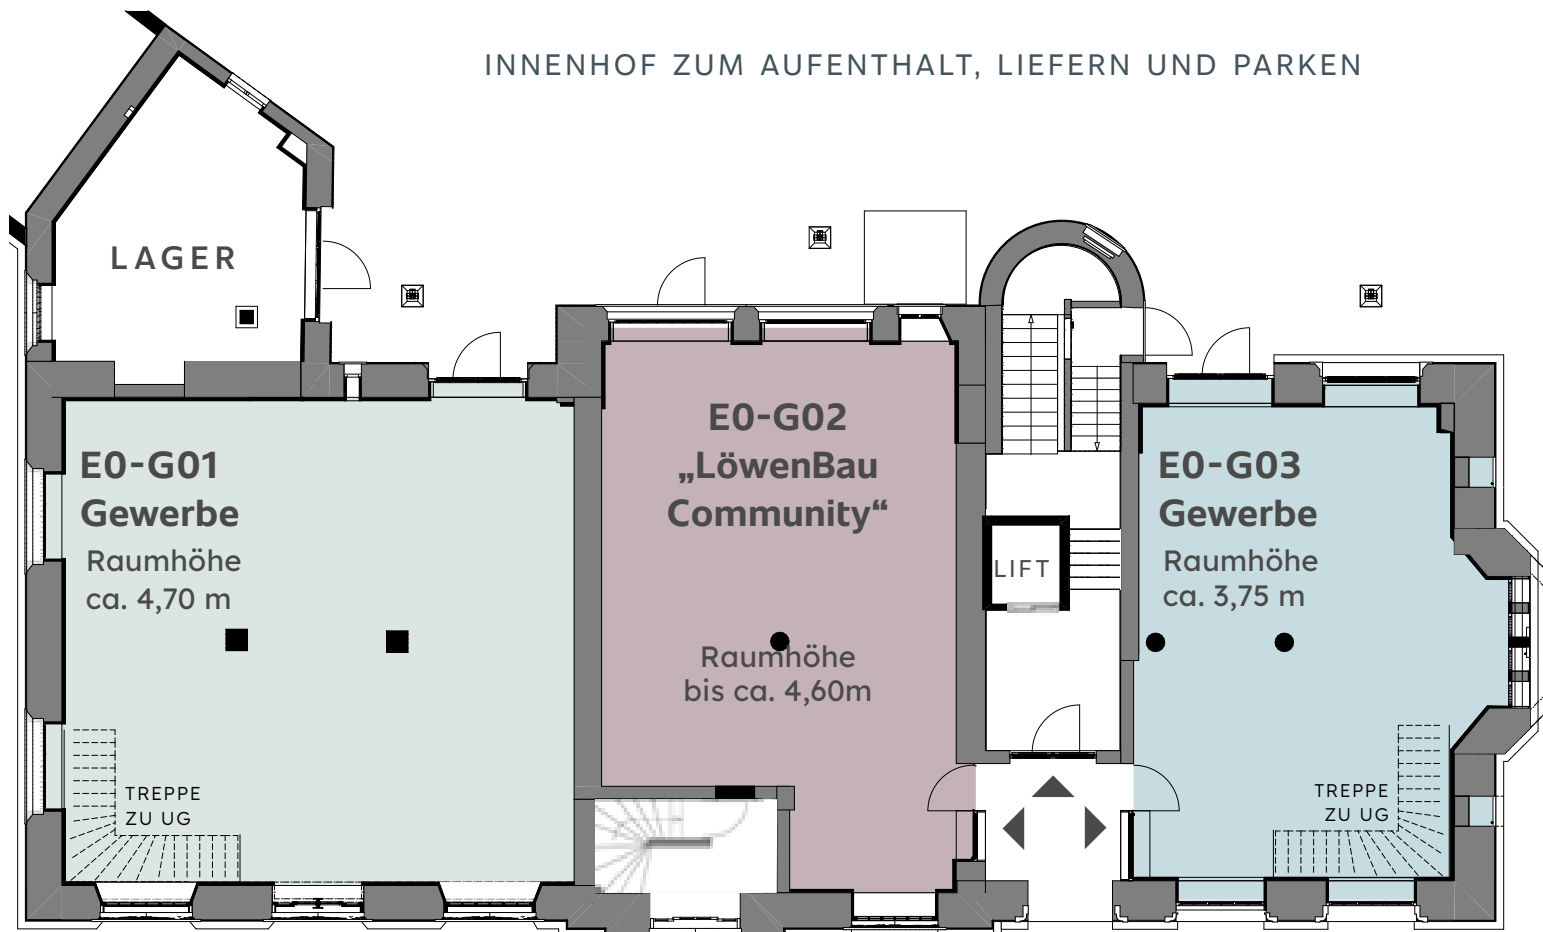 INNENHOF ZUM AUFENTHALT, LIEFERN UND PARKEN
LAGER
E0-G01
Gewerbe
Raumhöhe
ca. 4,70 m
TREPPE
ZU UG
E0-G02
„LöwenBau
Community“
Raumhöhe
bis ca. 4,60m
LIFT
E0-G03
Gewerbe
Raumhöhe
ca. 3,75 m
TREPPE
ZU UG